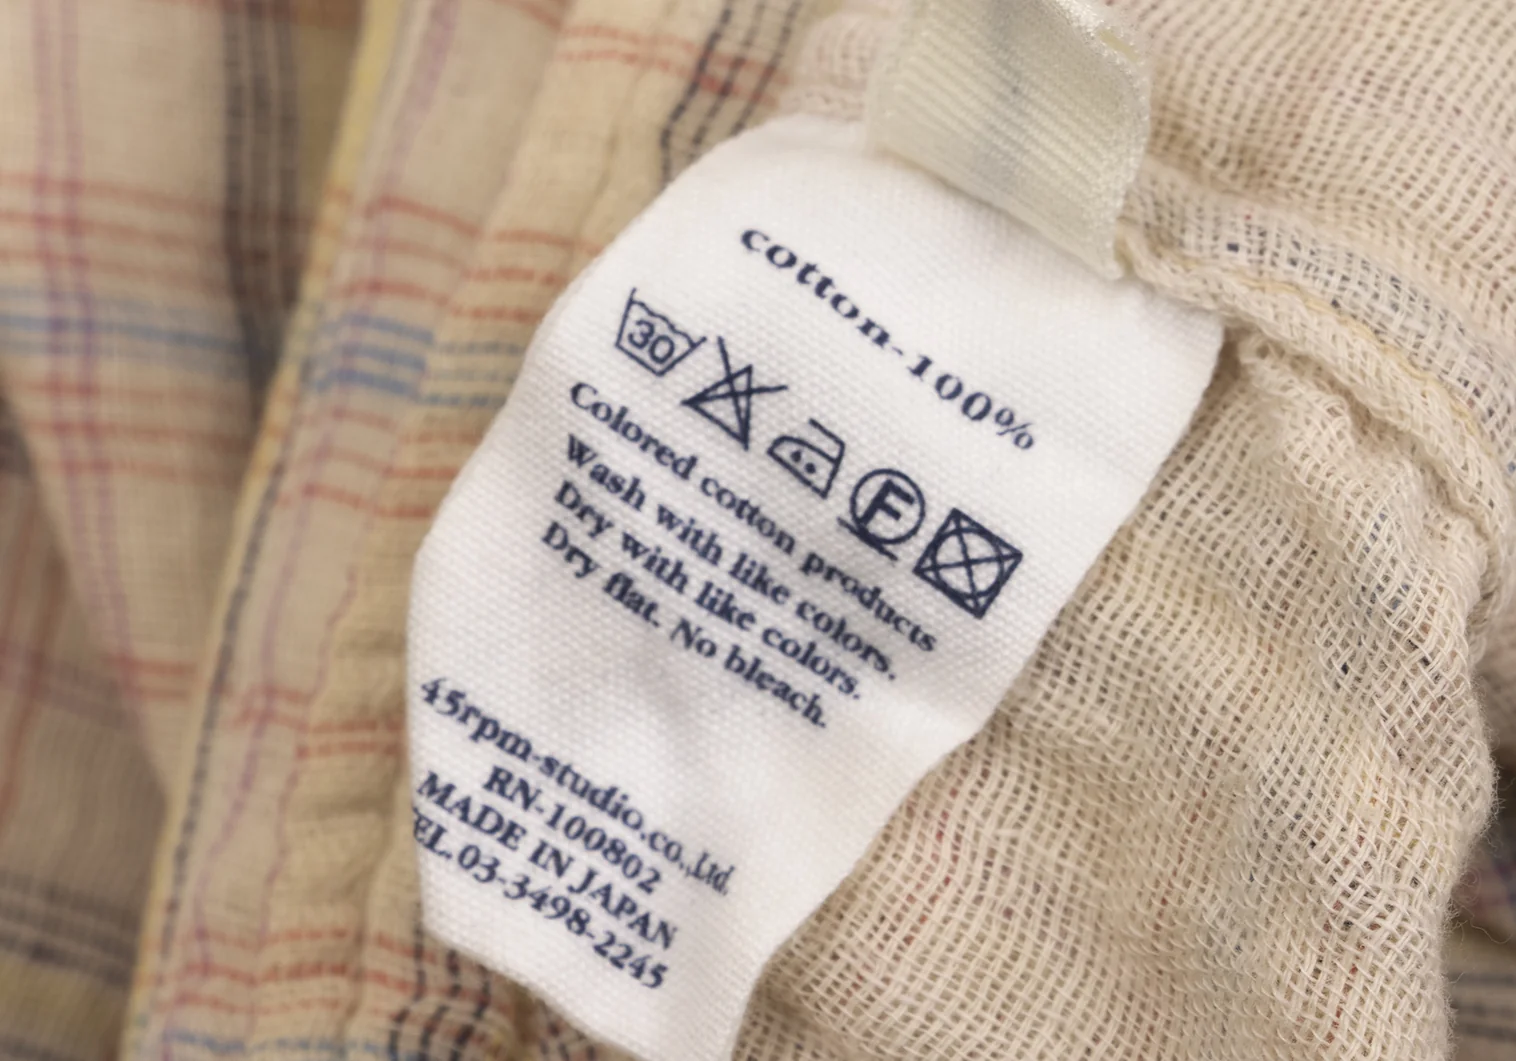 cotton-100%
30
F
Colored cotton products
Wash with like colors.
Dry with like colors.
Dry flat. No bleach.
45rpm-studio.co.,Ltd.
RN-100802
MADE IN JAPAN
EL. 03-3498-2245